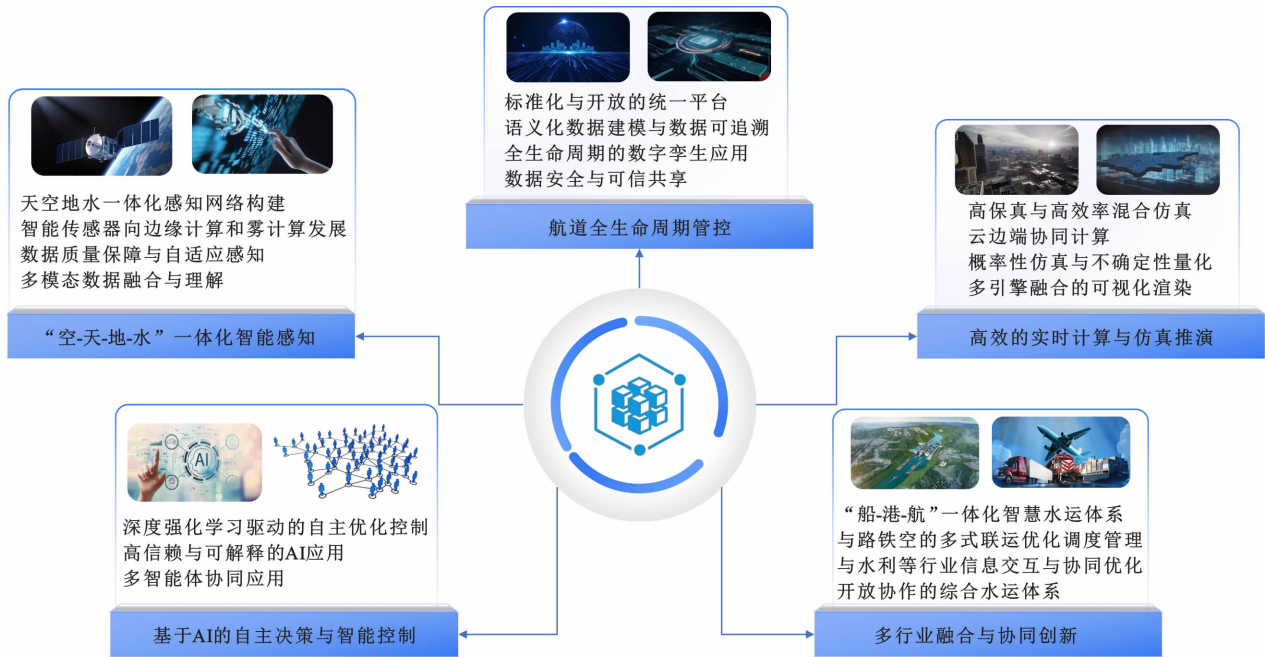 标准化与开放的统一平台
语义化数据建模与数据可追溯
全生命周期的数字孪生应用
数据安全与可信共享
航道全生命周期管控
天空地水一体化感知网络构建
智能传感器向边缘计算和雾计算发展
数据质量保障与自适应感知
多模态数据融合与理解
“空-天-地-水”一体化智能感知
高保真与高效率混合仿真
云边端协同计算
概率性仿真与不确定性量化
多引擎融合的可视化渲染
高效的实时计算与仿真推演
AI
深度强化学习驱动的自主优化控制
高信赖与可解释的AI应用
多智能体协同应用
基于AI的自主决策与智能控制
“船-港-航”一体化智慧水运体系
与路铁空的多式联运优化调度管理
与水利等行业信息交互与协同优化
开放协作的综合水运体系
多行业融合与协同创新